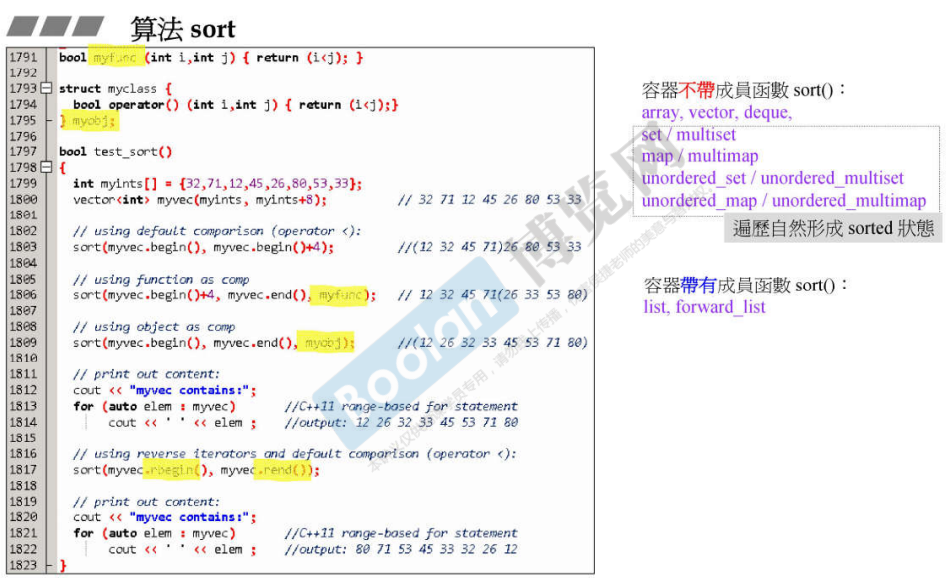 算法 sort
1791 bool myfunc (int i,int j) { return (i<j); }
1792
1793 struct myclass {
1794 bool operator() (int i,int j) { return (i<j);}
1795 } myobj;
1796
1797 bool test_sort()
1798 {
1799 int myints[] = {32,71,12,45,26,80,53,33};
1800 vector<int> myvec(myints, myints+8); // 32 71 12 45 26 80 53 33
1801
1802 // using default comparison (operator <):
1803 sort(myvec.begin(), myvec.begin()+4); //(12 32 45 71)26 80 53 33
1804
1805 // using function as comp
1806 sort(myvec.begin()+4, myvec.end(), myfunc); // 12 32 45 71(26 33 53 80)
1807
1808 // using object as comp
1809 sort(myvec.begin(), myvec.end(), myobj); //(12 26 32 33 45 53 71 80)
1810
1811 // print out content:
1812 cout << "myvec contains:";
1813 for (auto elem : myvec) //C++11 range-based for statement
1814 cout << ' ' << elem ; //output: 12 26 32 33 45 53 71 80
1815
1816 // using reverse iterators and default comparison (operator <):
1817 sort(myvec.rbegin(), myvec.rend());
1818
1819 // print out content:
1820 cout << "myvec contains:";
1821 for (auto elem : myvec) //C++11 range-based for statement
1822 cout << ' ' << elem ; //output: 80 71 53 45 33 32 26 12
1823 }
容器不帶成員函數 sort()：
array, vector, deque,
set / multiset
map / multimap
unordered_set / unordered_multiset
unordered_map / unordered_multimap
遍歷自然形成 sorted 狀態
容器帶有成員函數 sort()：
list, forward_list
Boolan 博览网